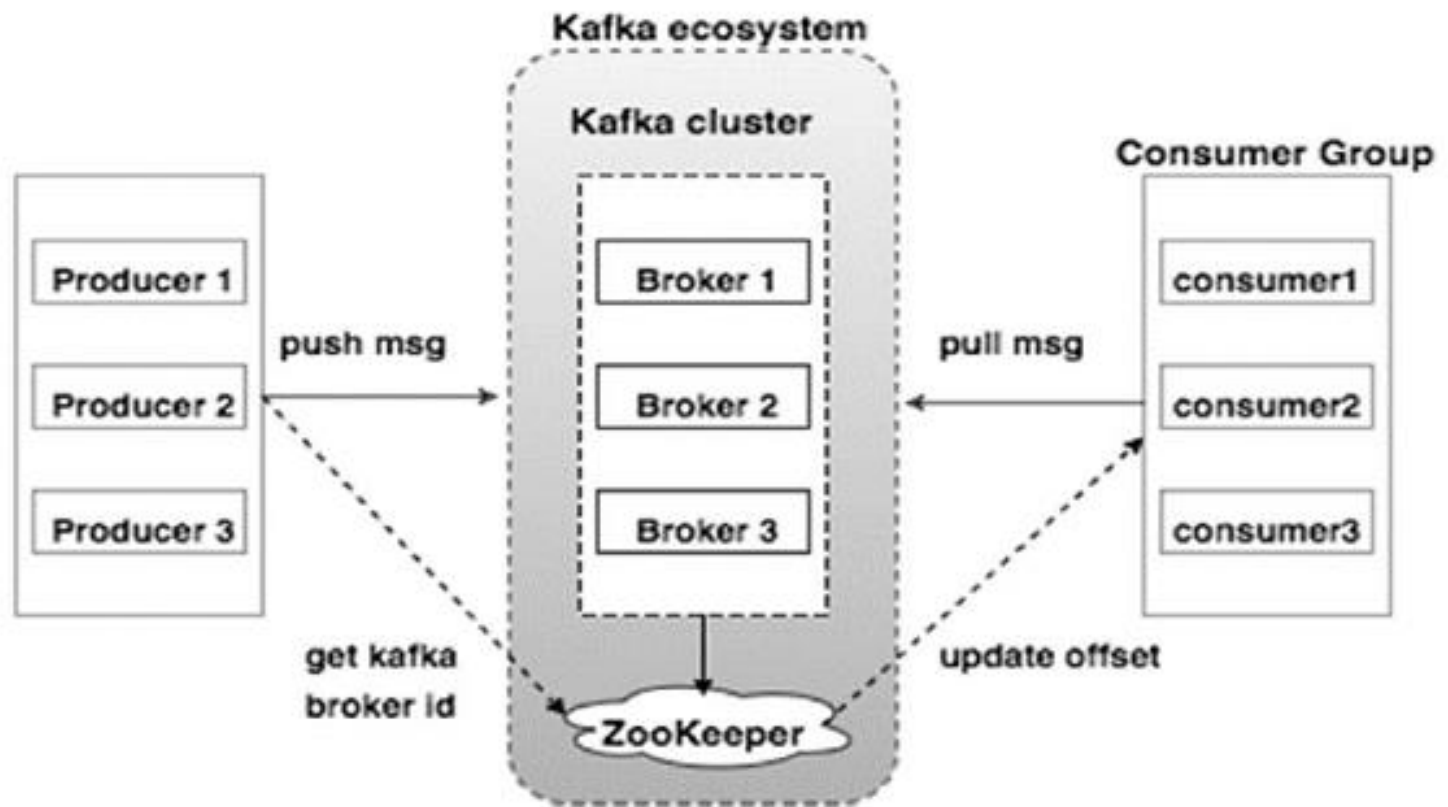 Kafka ecosystem
Kafka cluster
Consumer Group
Producer 1
Producer 2
Producer 3
push msg
Broker 1
Broker 2
Broker 3
pull msg
consumer1
consumer2
consumer3
get kafka
broker id
update offset
ZooKeeper